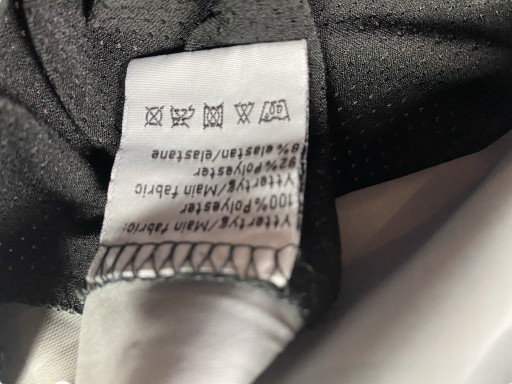 Yttertyg/Main fabric:
100% Polyester
Yttertyg/Main fabric
92% Polyester
8% elastan/elastane